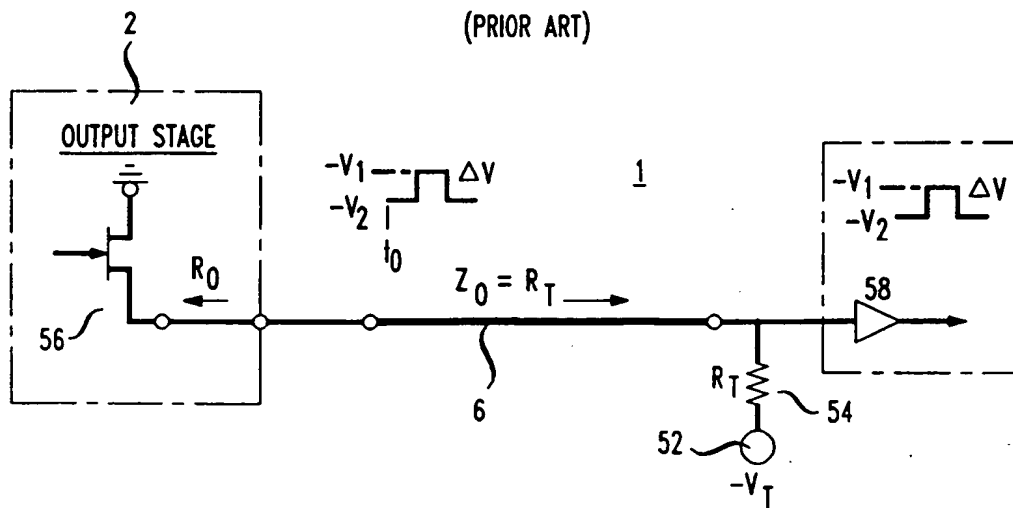 (PRIOR ART)
2
OUTPUT STAGE
-V1
ΔV
-V2
t0
1
-V1
ΔV
-V2
R0
Z0 = RT
58
56
6
RT
54
52
-VT